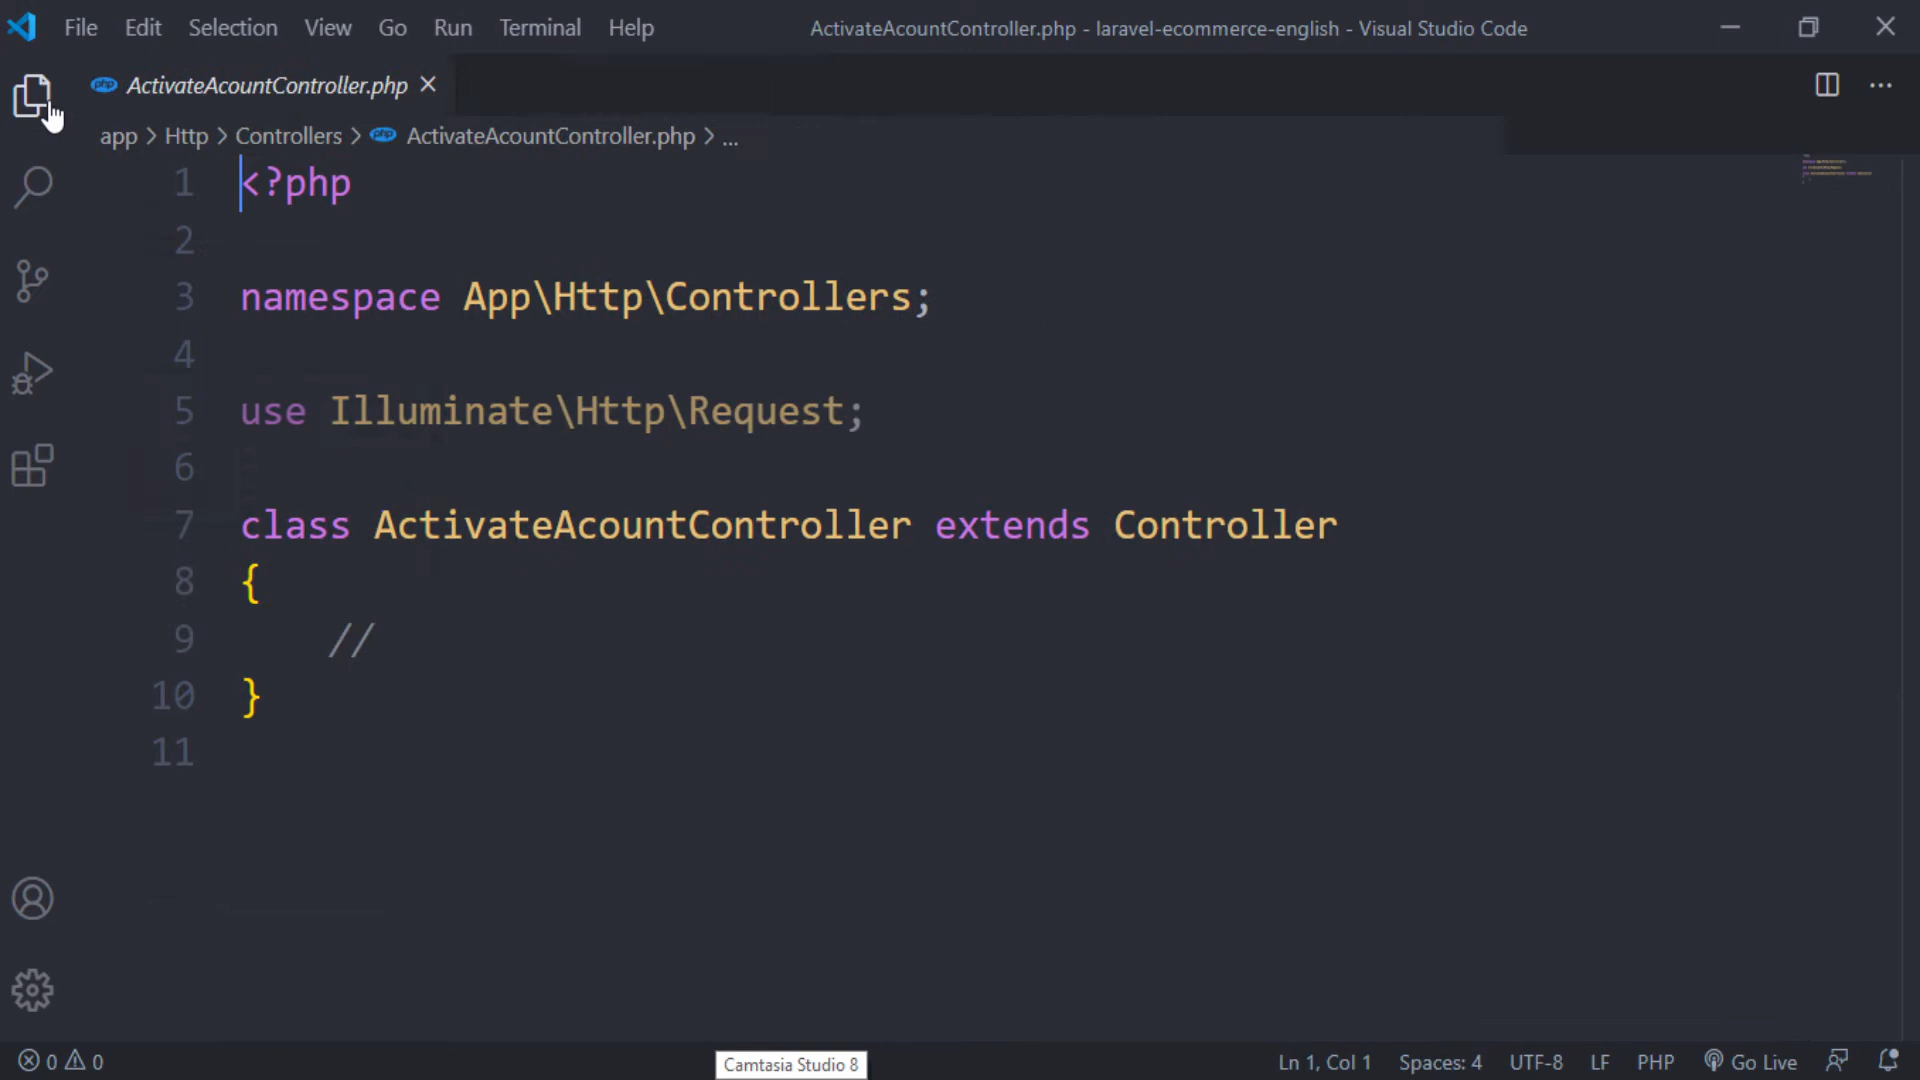 File Edit Selection View Go Run Terminal Help ActivateAcountController.php - laravel-ecommerce-english - Visual Studio Code
php ActivateAcountController.php
app > Http > Controllers > php ActivateAcountController.php > ...
1 <?php
2
3 namespace App\Http\Controllers;
4
5 use Illuminate\Http\Request;
6
7 class ActivateAcountController extends Controller
8 {
9 //
10 }
11
0 0 Camtasia Studio 8 Ln 1, Col 1 Spaces: 4 UTF-8 LF PHP Go Live